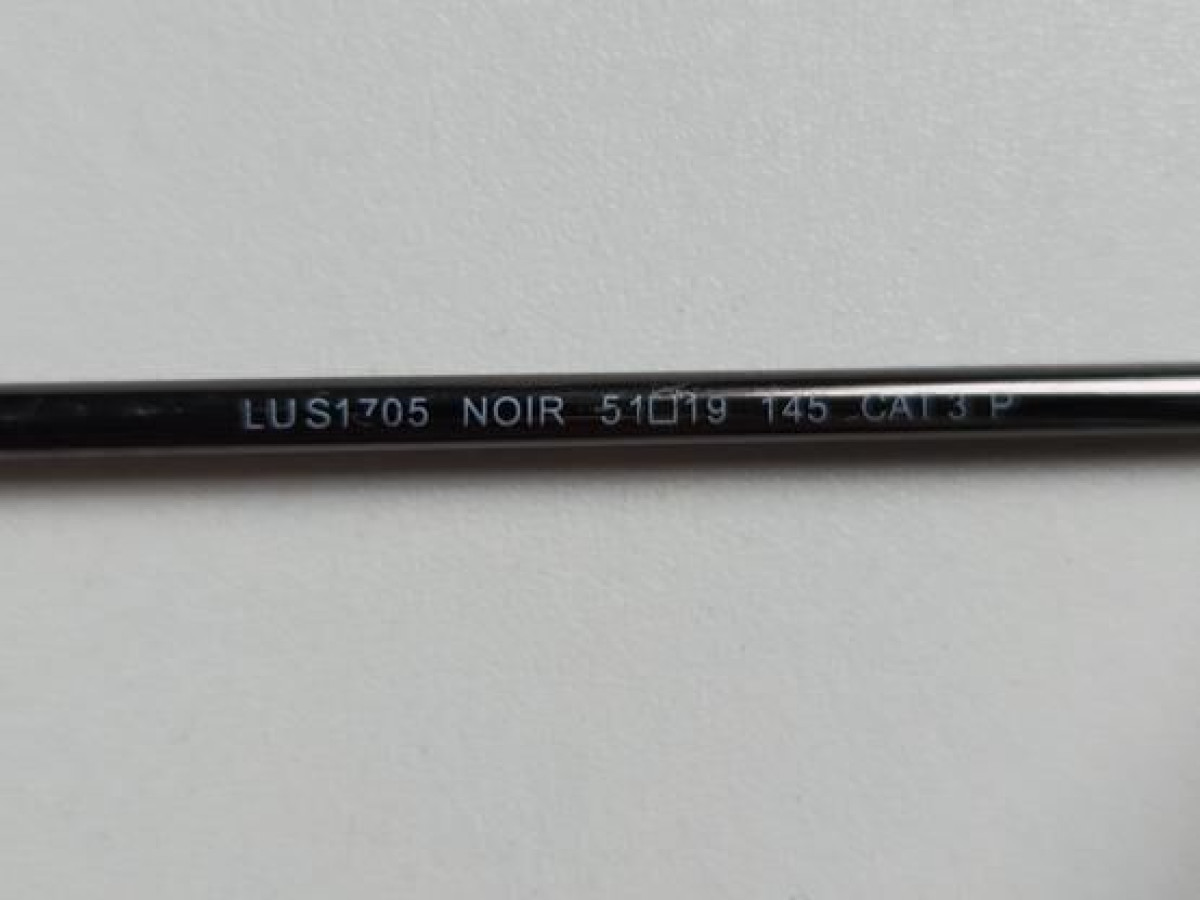 LUS1705 NOIR 51□19 145 CAT 3 P